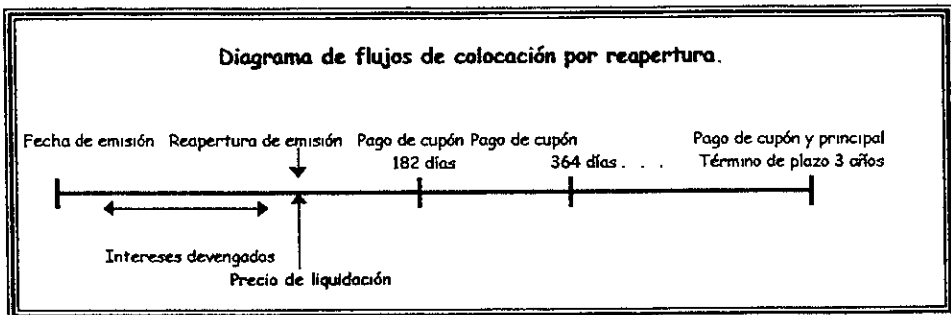 Diagrama de flujos de colocación por reapertura.
Fecha de emisión Reapertura de emisión Pago de cupón Pago de cupón Pago de cupón y principal
182 días 364 días . . . Término de plazo 3 años
Intereses devengados
Precio de liquidación